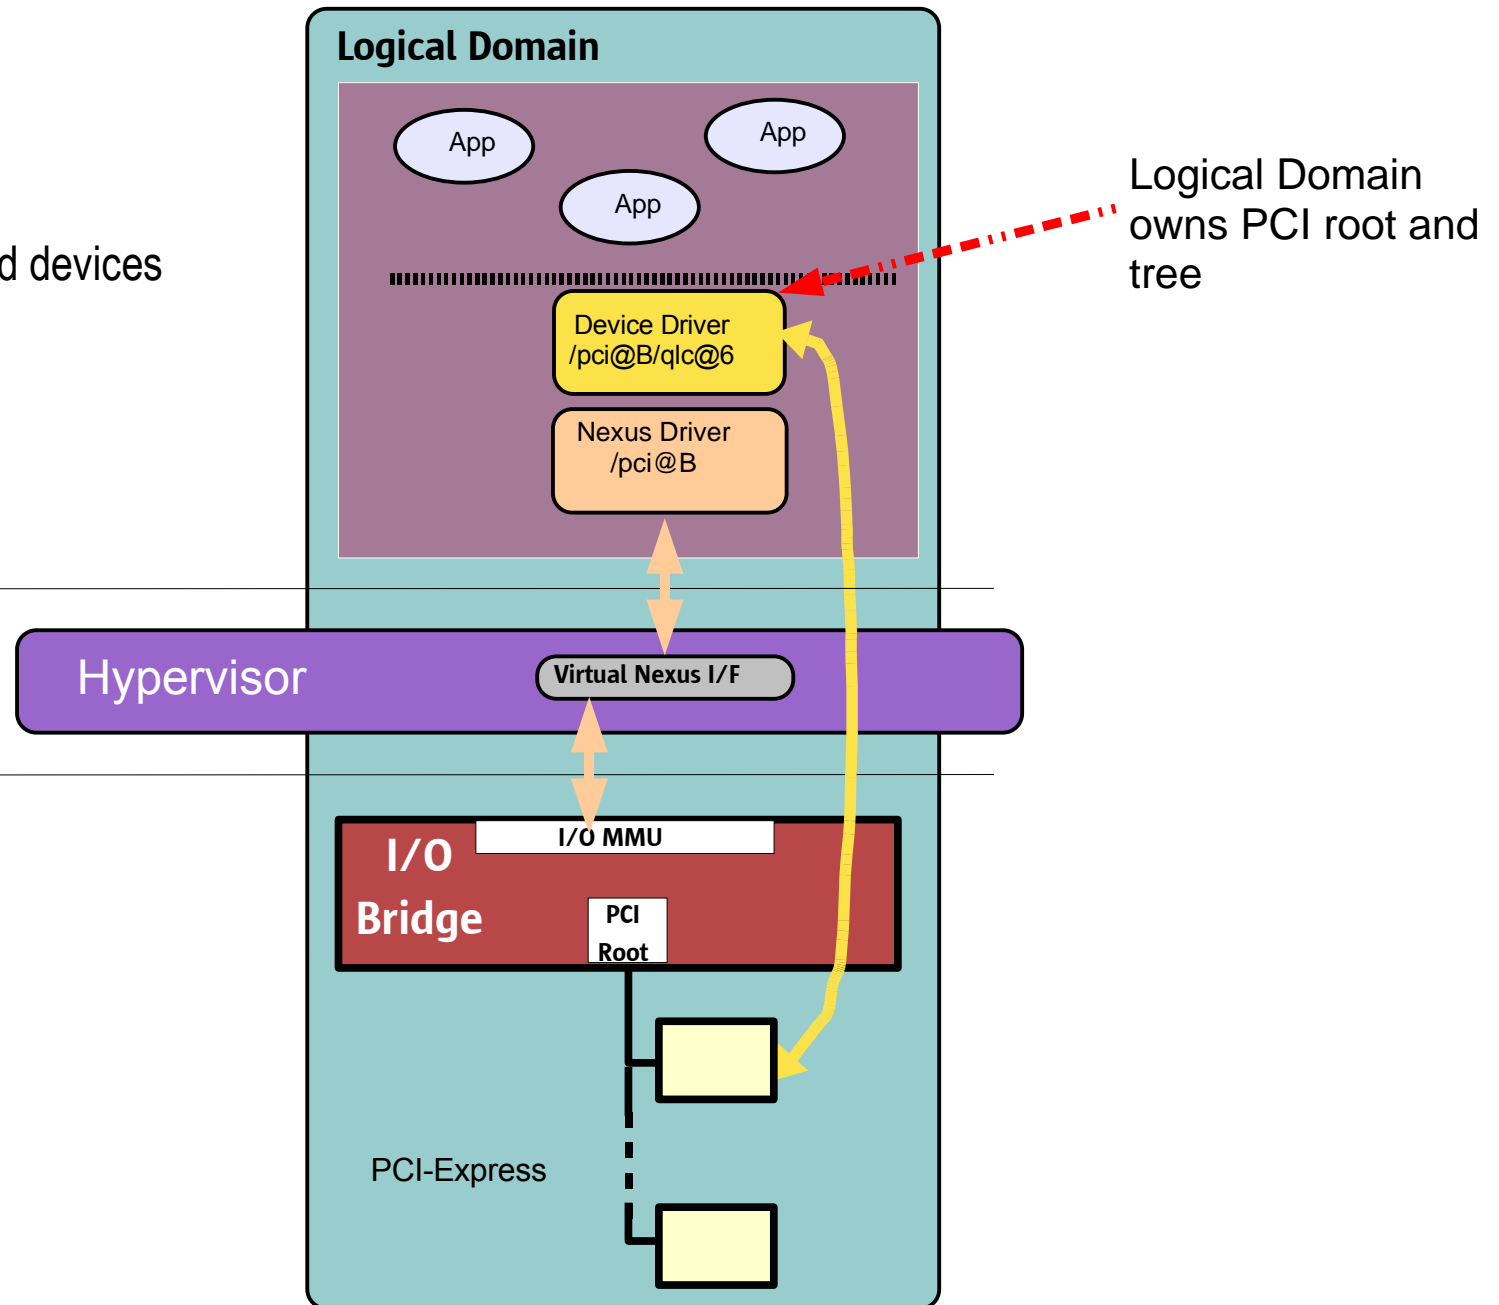 Logical Domain
App
App
App
Logical Domain
owns PCI root and
tree
d devices
Device Driver
/pci@B/qlc@6
Nexus Driver
/pci@B
Hypervisor
Virtual Nexus I/F
I/O MMU
I/O
Bridge
PCI
Root
PCI-Express